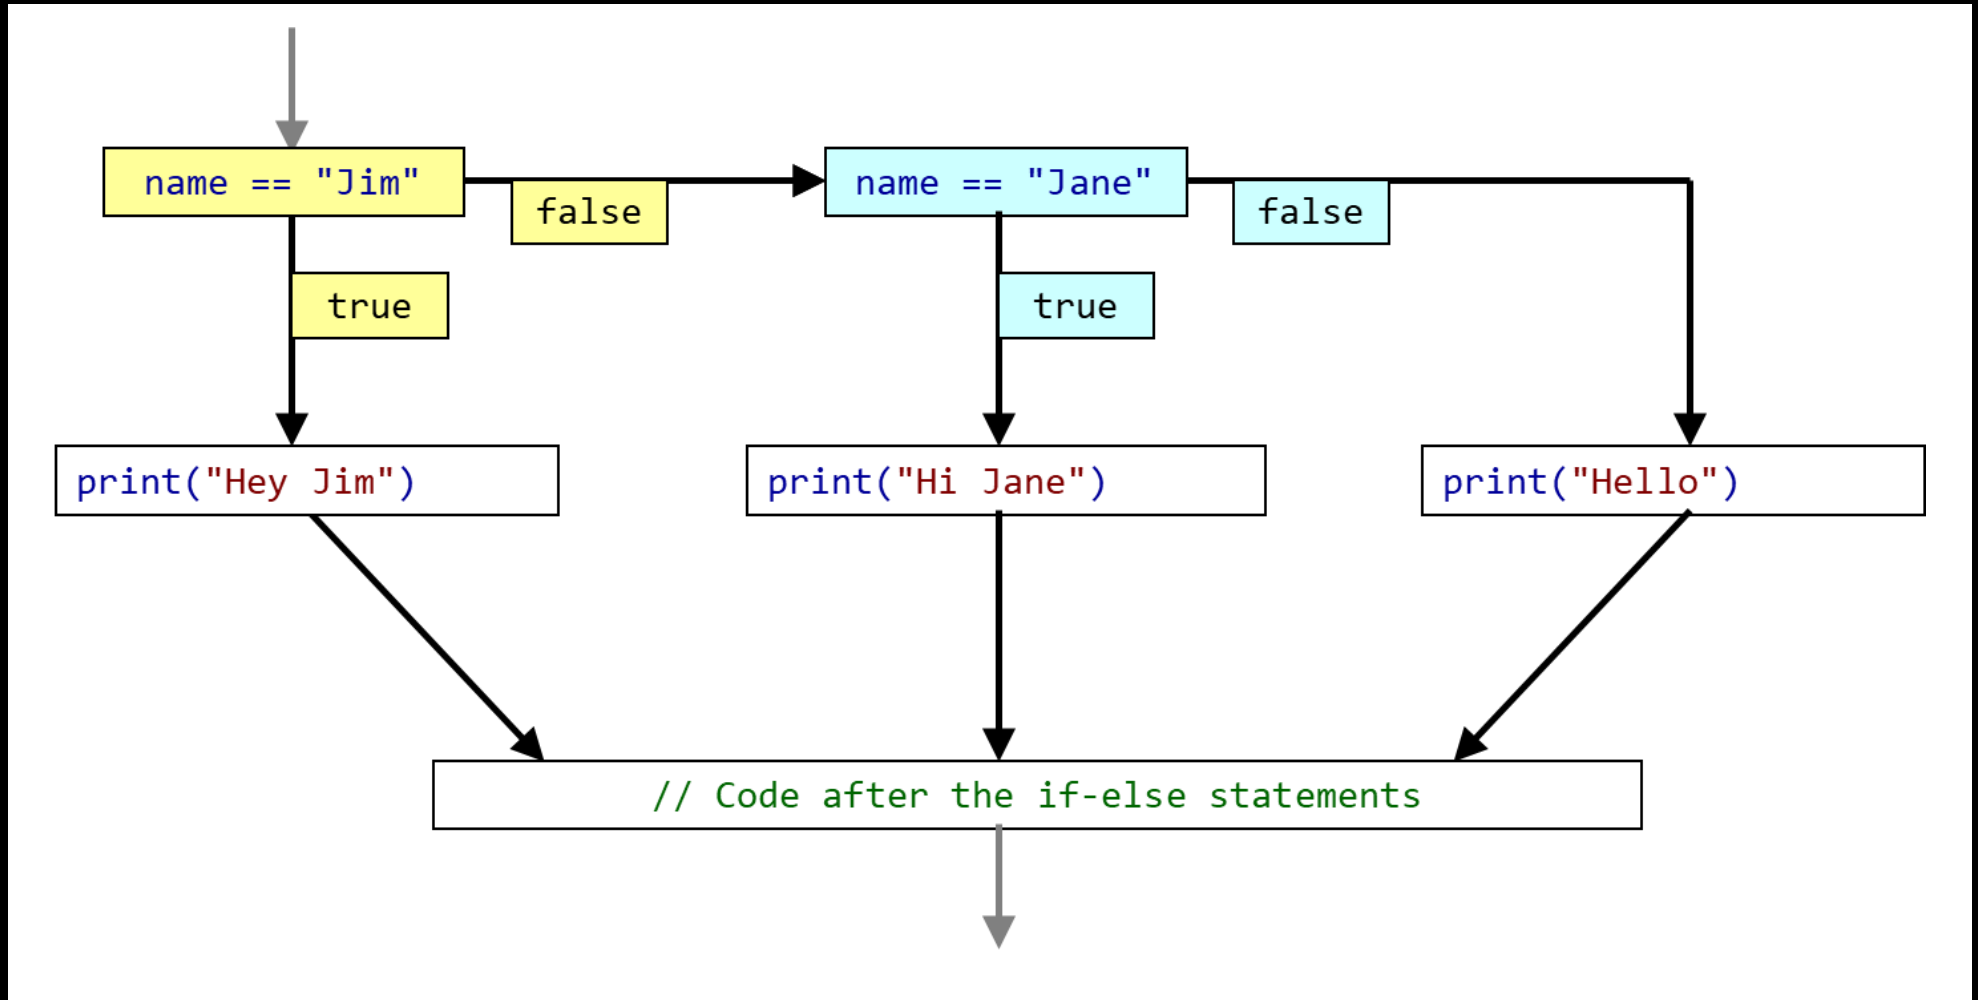 name == "Jim"
false
name == "Jane"
false
true
true
print("Hey Jim")
print("Hi Jane")
print("Hello")
// Code after the if-else statements